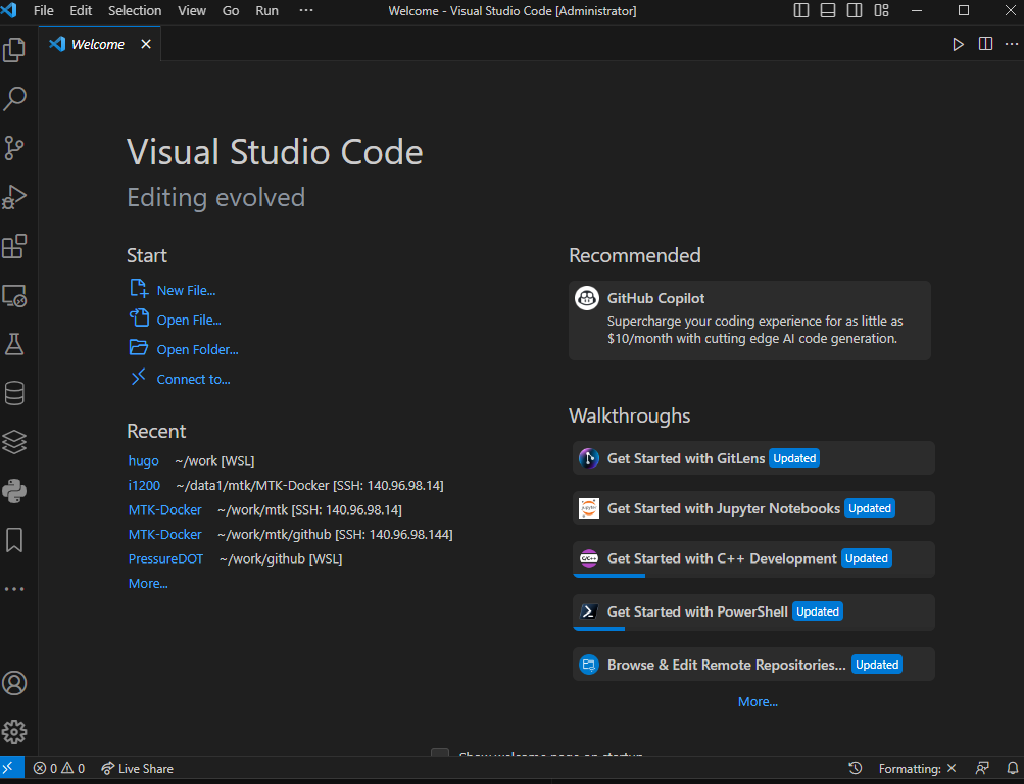 File Edit Selection View Go Run ··· Welcome - Visual Studio Code [Administrator]
Welcome
Visual Studio Code
Editing evolved
Start
New File...
Open File...
Open Folder...
Connect to...
Recent
hugo ~/work [WSL]
i1200 ~/data1/mtk/MTK-Docker [SSH: 140.96.98.14]
MTK-Docker ~/work/mtk [SSH: 140.96.98.14]
MTK-Docker ~/work/mtk/github [SSH: 140.96.98.144]
PressureDOT ~/work/github [WSL]
More...
Recommended
GitHub Copilot
Supercharge your coding experience for as little as
$10/month with cutting edge AI code generation.
Walkthroughs
Get Started with GitLens Updated
Get Started with Jupyter Notebooks Updated
Get Started with C++ Development Updated
Get Started with PowerShell Updated
Browse & Edit Remote Repositories... Updated
More...
Show welcome page on startup
0 0 Live Share Formatting: ×